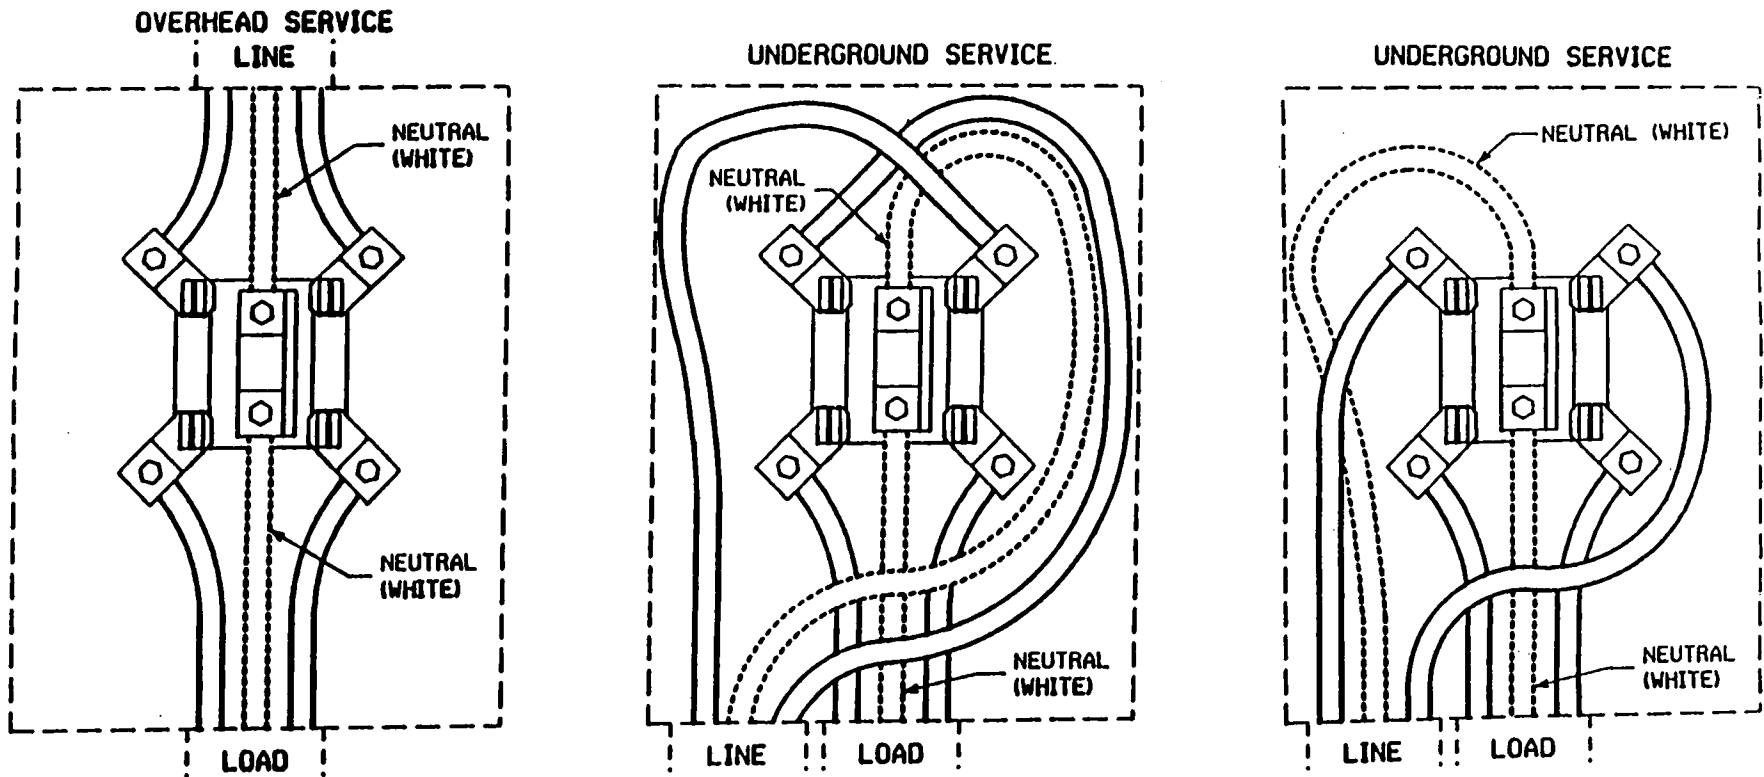 OVERHEAD SERVICE
LINE
NEUTRAL
(WHITE)
NEUTRAL
(WHITE)
LOAD
UNDERGROUND SERVICE
NEUTRAL
(WHITE)
NEUTRAL
(WHITE)
LINE
LOAD
UNDERGROUND SERVICE
NEUTRAL (WHITE)
NEUTRAL
(WHITE)
LINE
LOAD